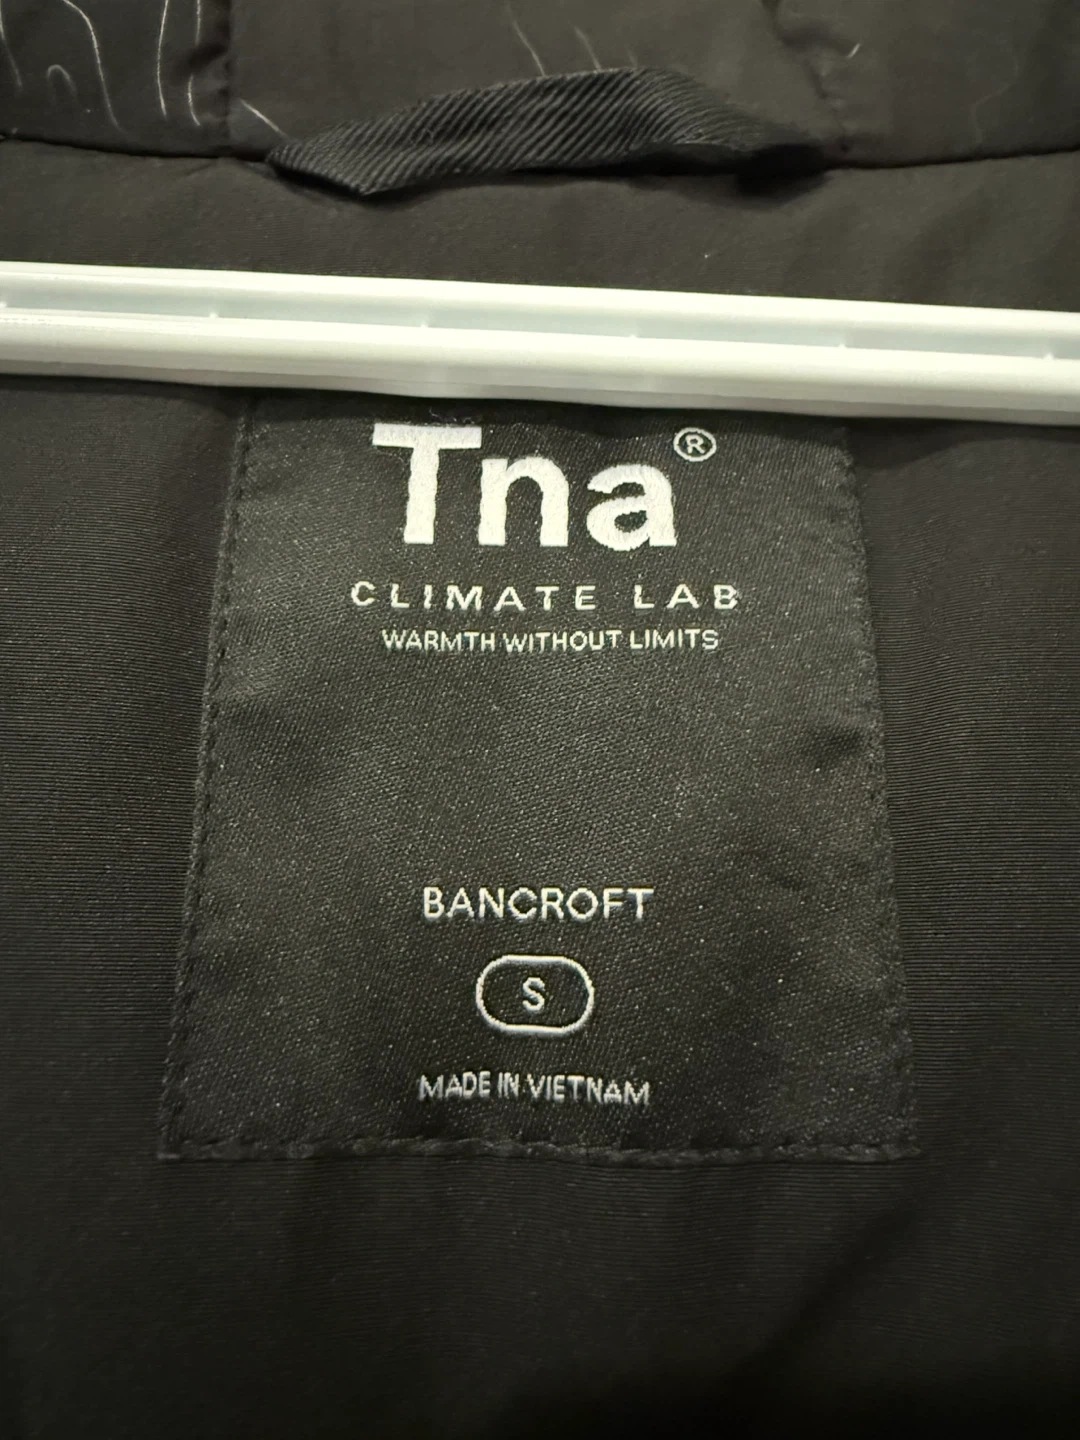 Tna®
CLIMATE LAB
WARMTH WITHOUT LIMITS
BANCROFT
S
MADE IN VIETNAM